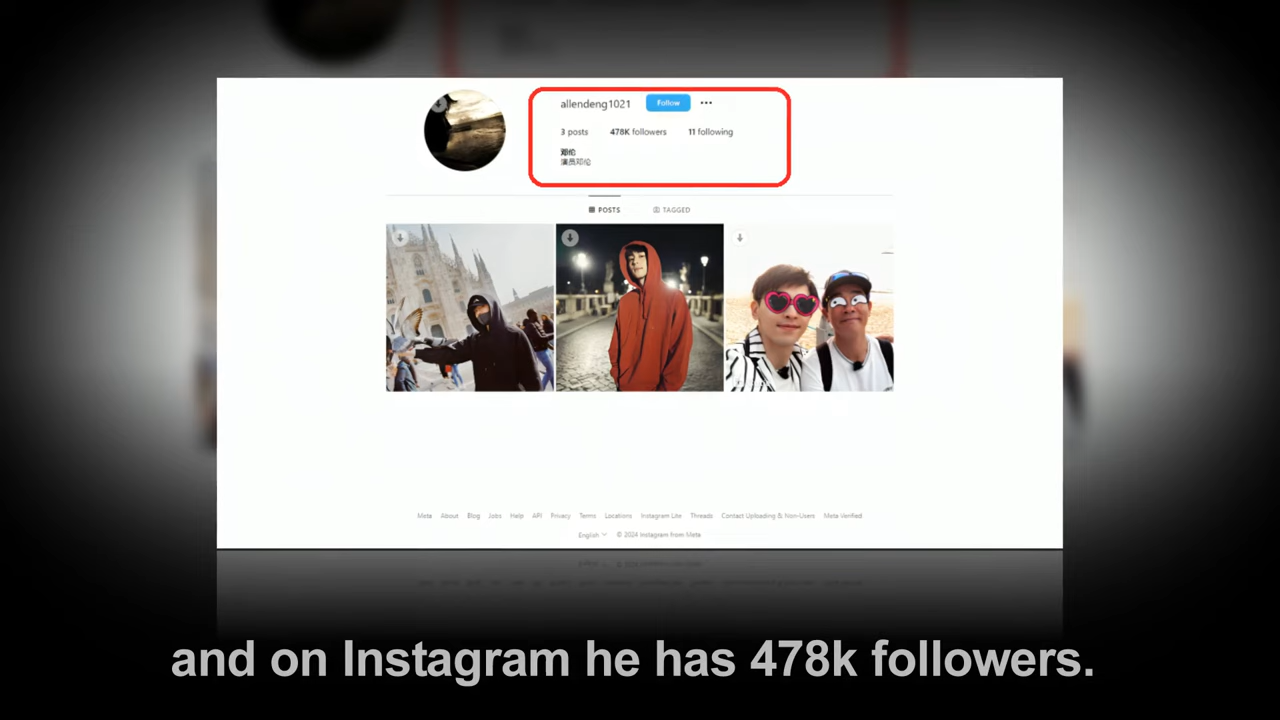 allendeng1021 Follow
3 posts 478K followers 11 following
邓伦
演员邓伦
POSTS TAGGED
Meta About Blog Jobs Help API Privacy Terms Locations Instagram Lite Threads Contact Uploading & Non-Users Meta Verified
English © 2024 Instagram from Meta
and on Instagram he has 478k followers.